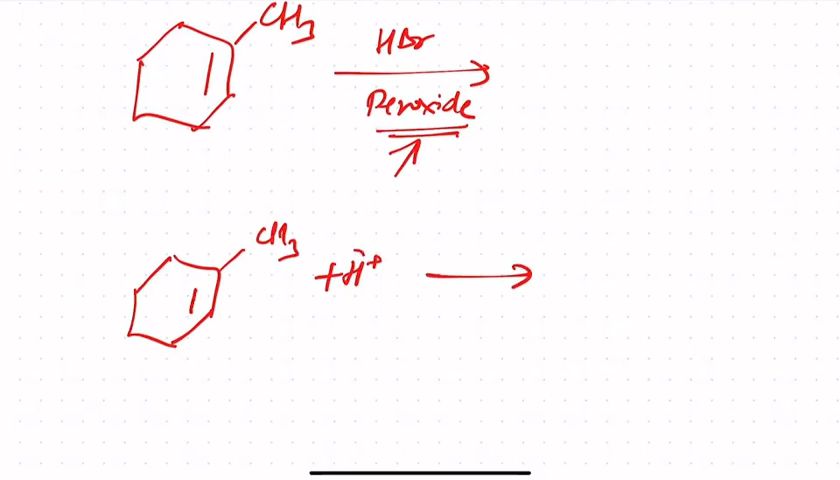 CH3
HBr
Peroxide
CH3
+H+